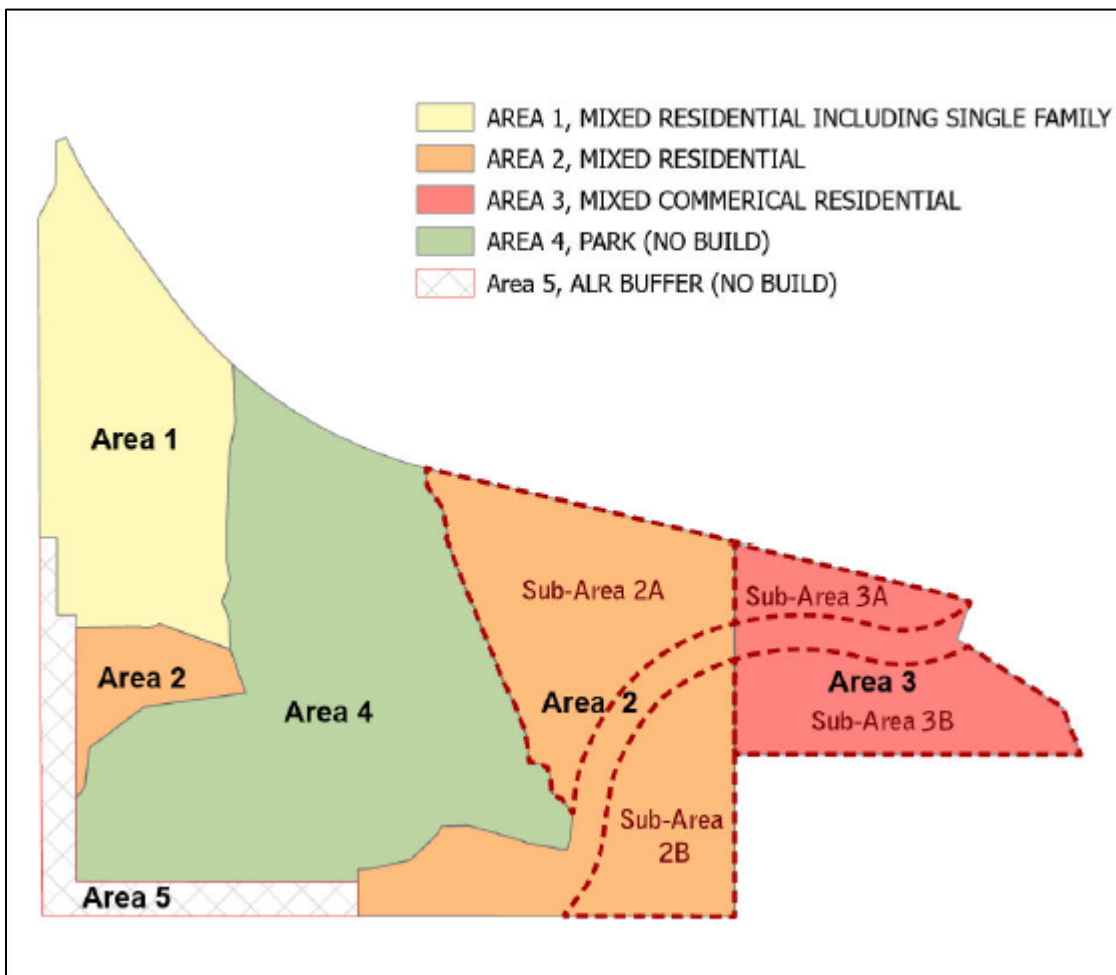 AREA 1, MIXED RESIDENTIAL INCLUDING SINGLE FAMILY
AREA 2, MIXED RESIDENTIAL
AREA 3, MIXED COMMERICAL RESIDENTIAL
AREA 4, PARK (NO BUILD)
Area 5, ALR BUFFER (NO BUILD)
Area 1
Sub-Area 2A
Sub-Area 3A
Area 2
Area 3
Area 4
Area 2
Sub-Area 3B
Sub-Area
2B
Area 5